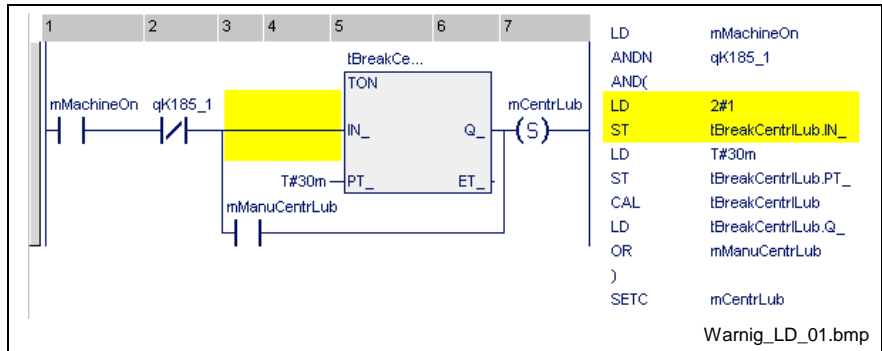 1 2 3 4 5 6 7
tBreakCe...
TON
mMachineOn qK185_1 mCentrLub
IN_ Q_ (S)
T#30m PT_ ET_
mManuCentrLub
LD mMachineOn
ANDN qK185_1
AND(
LD 2#1
ST tBreakCentrlLub.IN_
LD T#30m
ST tBreakCentrlLub.PT_
CAL tBreakCentrlLub
LD tBreakCentrlLub.Q_
OR mManuCentrLub
)
SETC mCentrLub
Warnig_LD_01.bmp